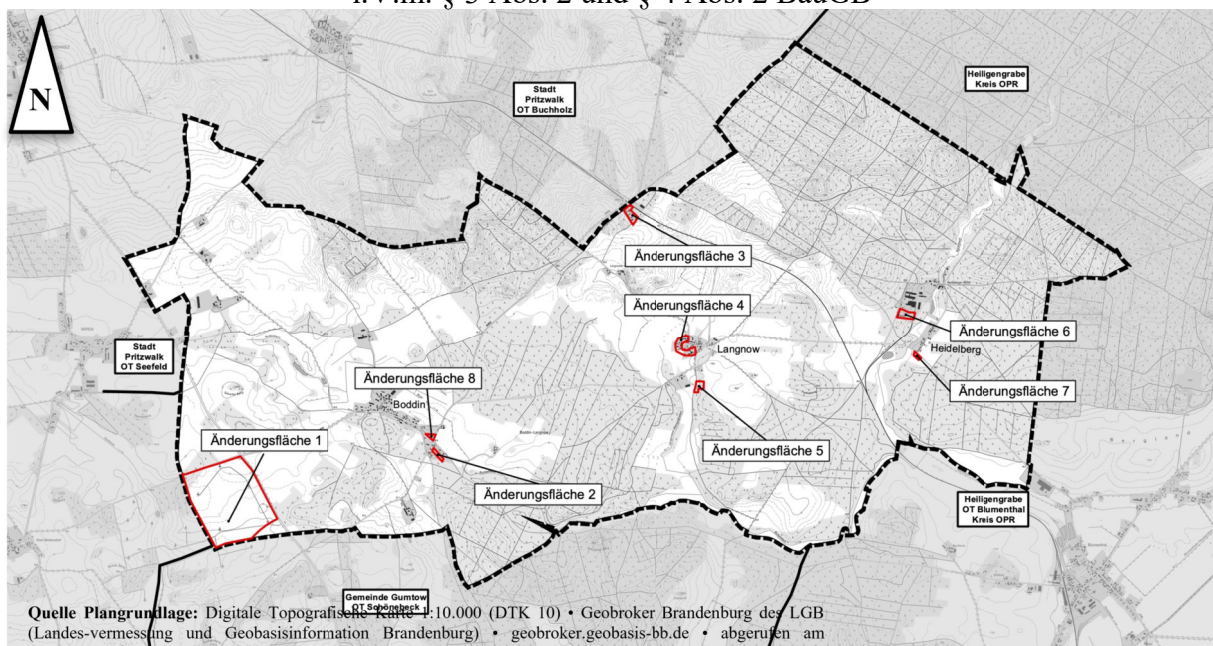 i.V.m. § 3 Abs. 2 und § 4 Abs. 2 BauGB
N
Stadt
Pritzwalk
OT Buchholz
Heiligengrabe
Kreis OPR
Änderungsfläche 3
Änderungsfläche 4
Langnow
Änderungsfläche 6
Heidelberg
Änderungsfläche 7
Stadt
Pritzwalk
OT Seefeld
Änderungsfläche 8
Boddin
Änderungsfläche 1
Änderungsfläche 5
Änderungsfläche 2
Heiligengrabe
OT Blumenthal
Kreis OPR
Gemeinde Gumtow
OT Schönebeck
Quelle Plangrundlage: Digitale Topografische Karte 1:10.000 (DTK 10) • Geobroker Brandenburg des LGB
(Landes-vermessung und Geobasisinformation Brandenburg) • geobroker.geobasis-bb.de • abgerufen am